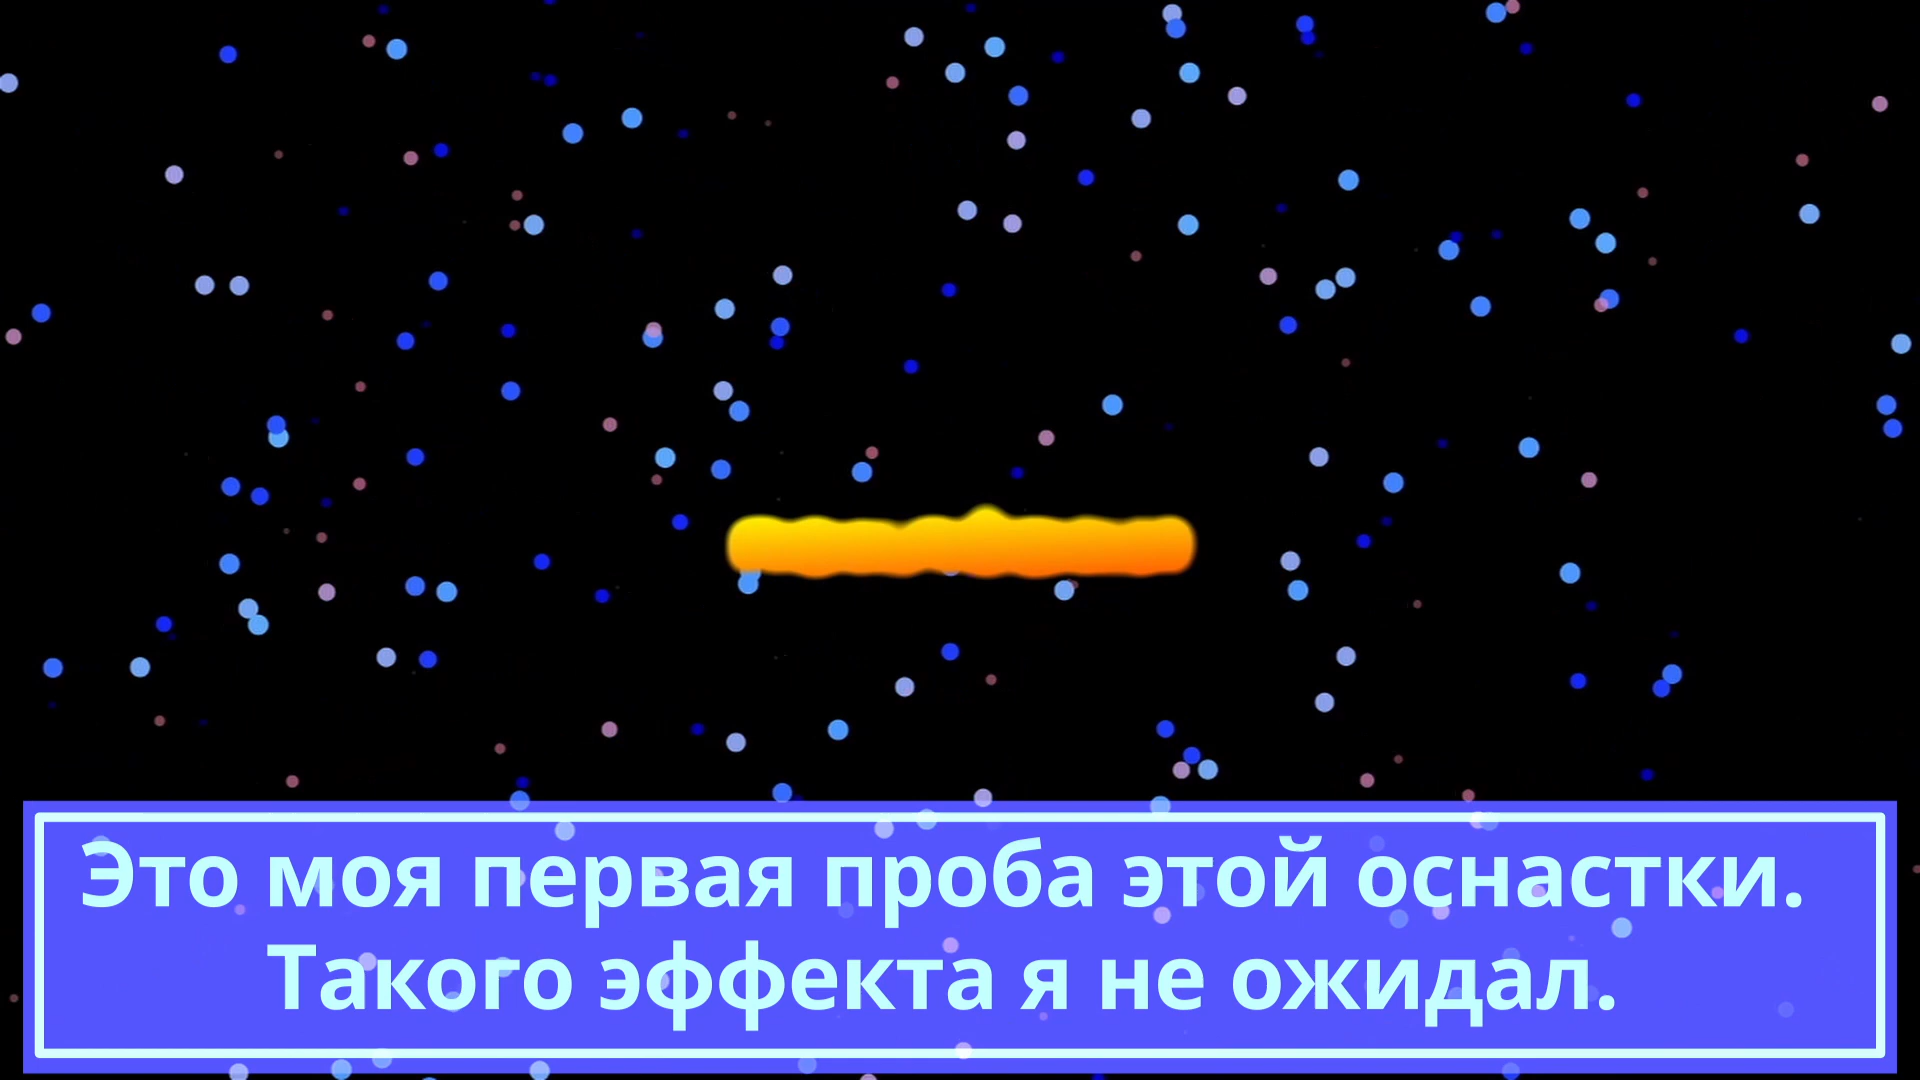 Это моя первая проба этой оснастки.
Такого эффекта я не ожидал.